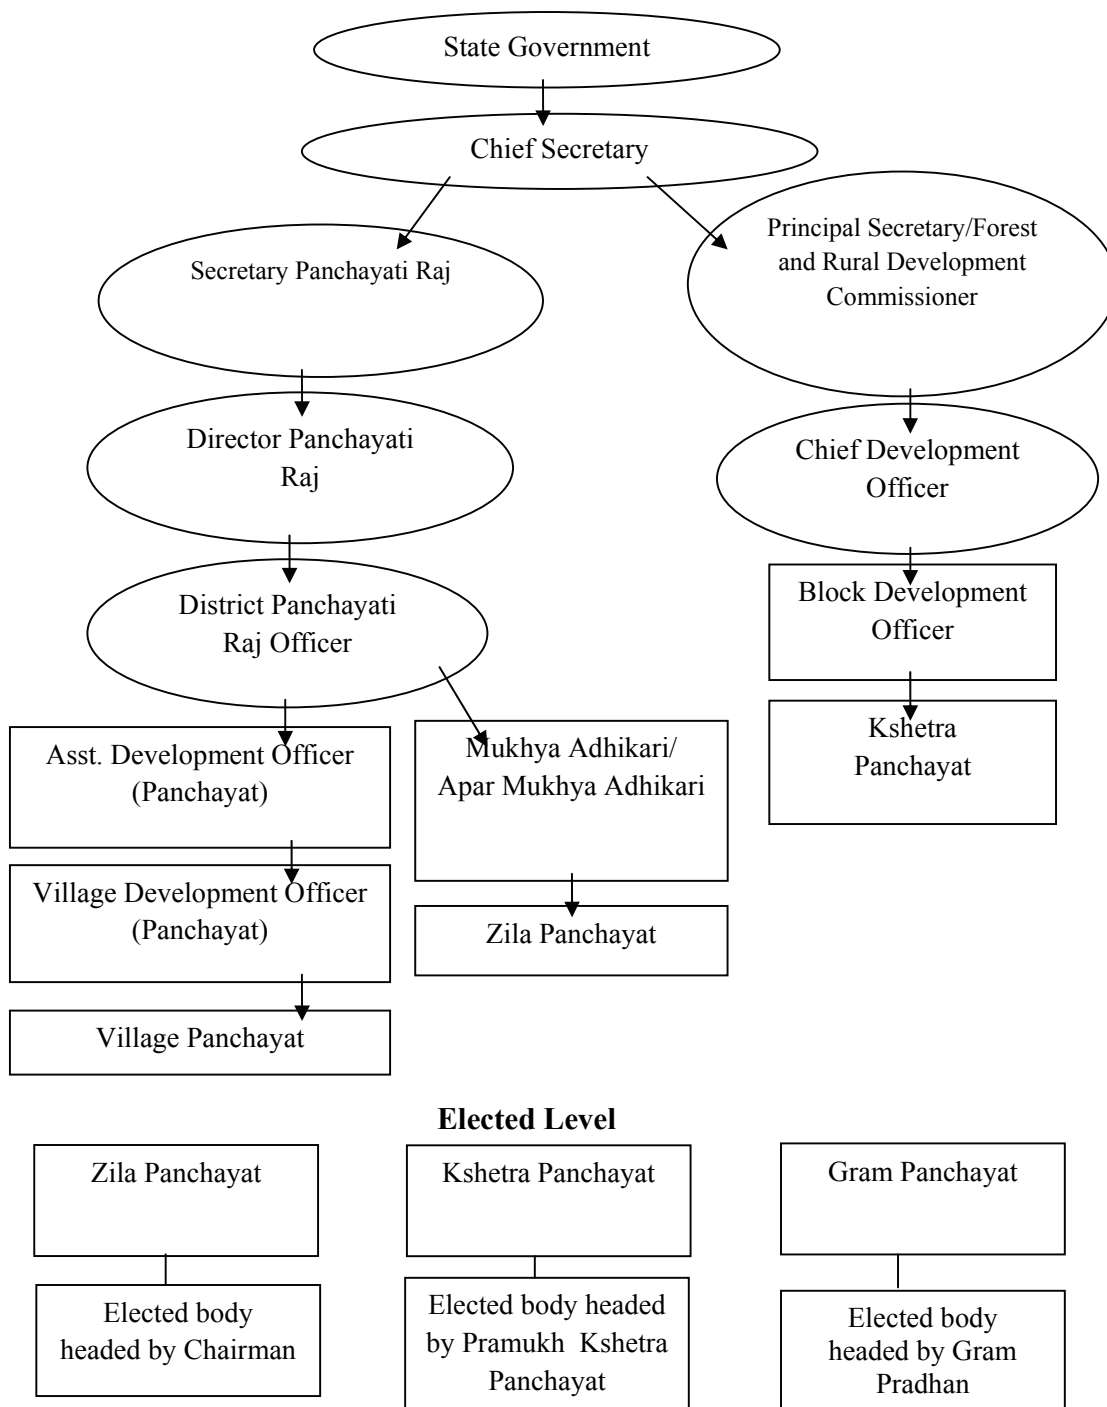 State Government
Chief Secretary
Secretary Panchayati Raj
Principal Secretary/Forest
and Rural Development
Commissioner
Director Panchayati
Raj
Chief Development
Officer
District Panchayati
Raj Officer
Block Development
Officer
Asst. Development Officer
(Panchayat)
Mukhya Adhikari/
Apar Mukhya Adhikari
Kshetra
Panchayat
Village Development Officer
(Panchayat)
Zila Panchayat
Village Panchayat
Elected Level
Zila Panchayat
Kshetra Panchayat
Gram Panchayat
Elected body
headed by Chairman
Elected body headed
by Pramukh Kshetra
Panchayat
Elected body
headed by Gram
Pradhan